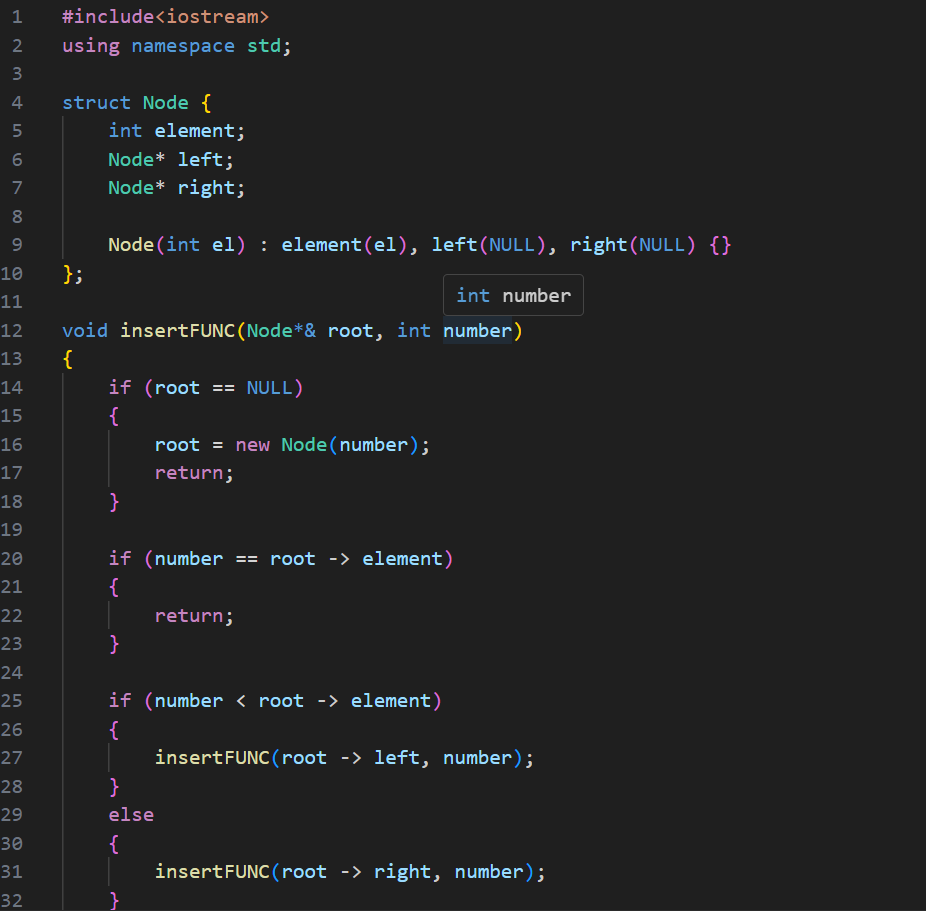 1 #include<iostream>
2 using namespace std;
3
4 struct Node {
5     int element;
6     Node* left;
7     Node* right;
8
9     Node(int el) : element(el), left(NULL), right(NULL) {}
10 };
int number
11
12 void insertFUNC(Node*& root, int number)
13 {
14     if (root == NULL)
15     {
16         root = new Node(number);
17         return;
18     }
19
20     if (number == root -> element)
21     {
22         return;
23     }
24
25     if (number < root -> element)
26     {
27         insertFUNC(root -> left, number);
28     }
29     else
30     {
31         insertFUNC(root -> right, number);
32     }